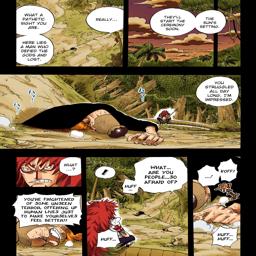 WHAT A
PATHETIC
SIGHT YOU
ARE.
HERE LIES
A MAN WHO
DEFIED
THE GODS
AND LOST.
REALLY...
THEY'LL
START THE
CEREMONY
SOON.
THE
SUN'S
SETTING.
YOU
STRUGGLED
ALL DAY
LONG. I'M
IMPRESSED.
WHAT
...?
WHAT...
ARE YOU
PEOPLE...SO
AFRAID OF?
HUFF
HUFF...
KOFF!
HUFF
HUFF...
YOU'RE FRIGHTENED
OF SOME UNSEEN
TERROR, OFFERING UP
HUMAN LIVES JUST
TO MAKE YOURSELVES
FEEL BETTER!!